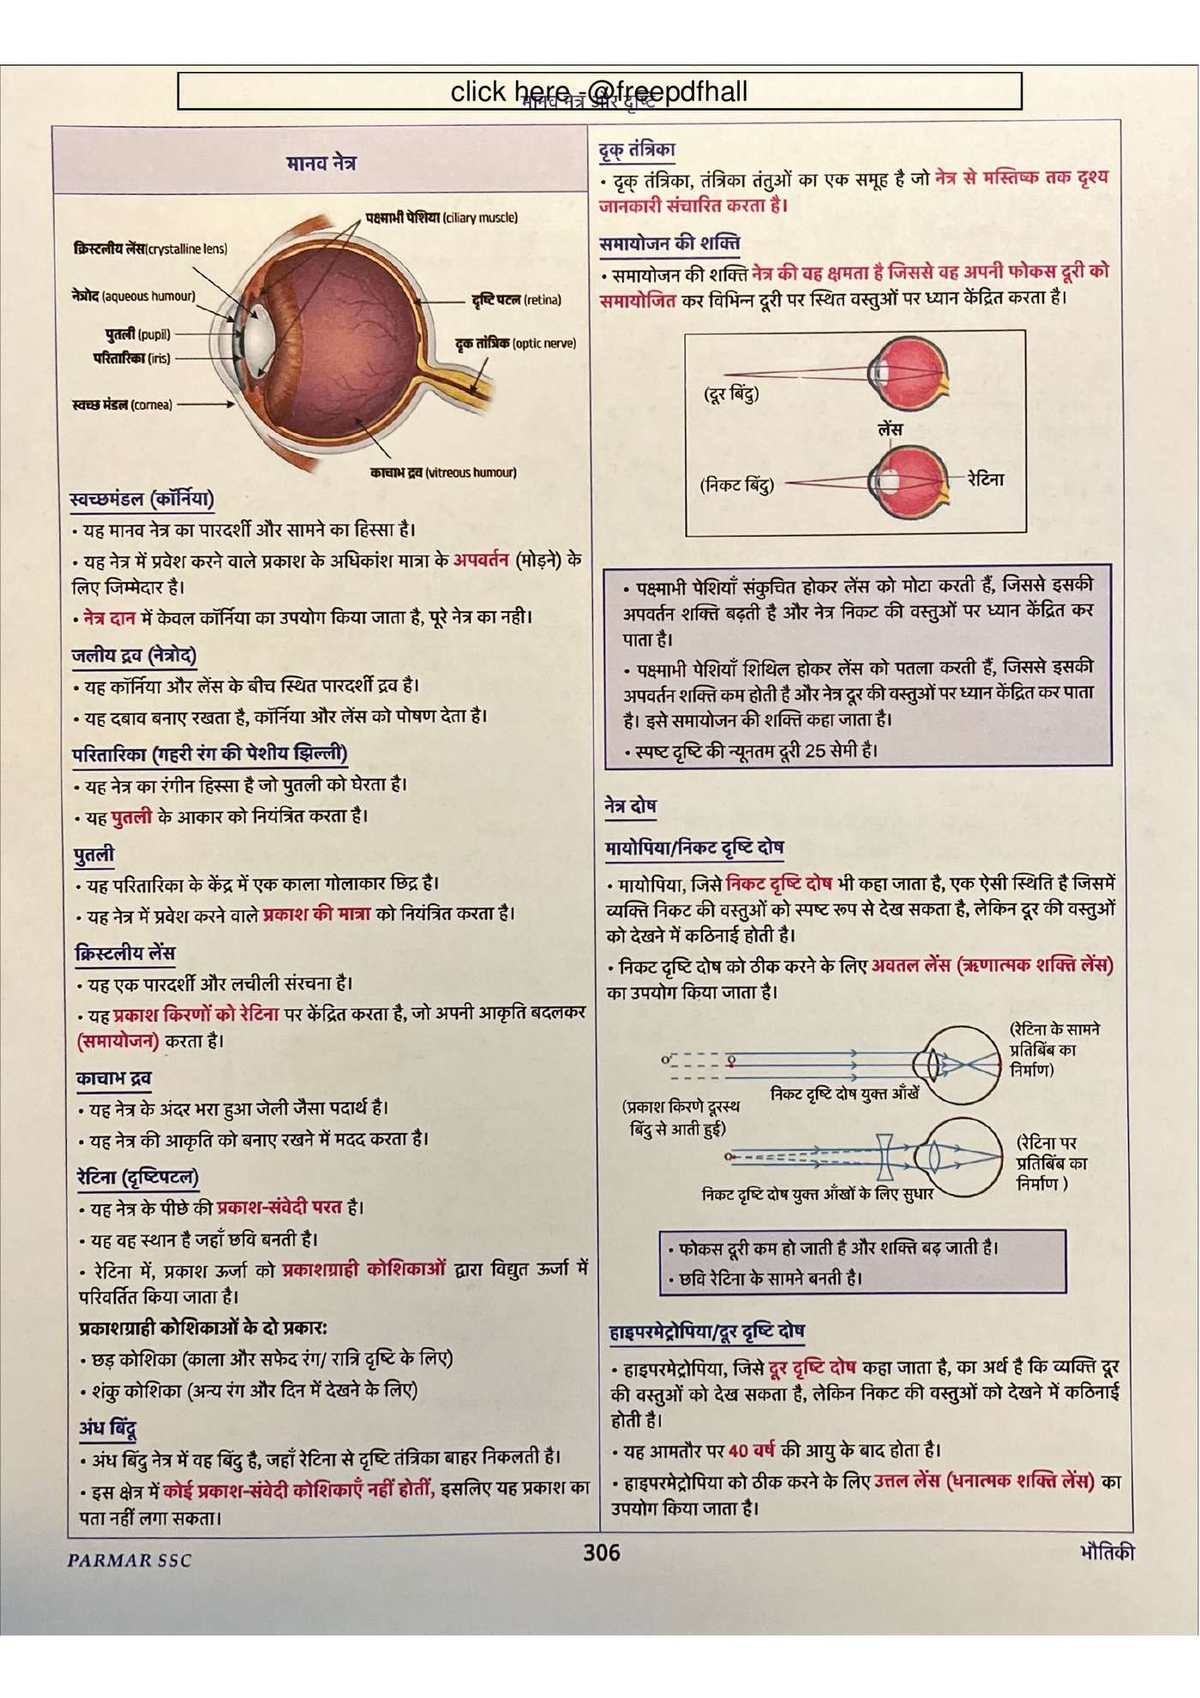 click here -@freepdfhall
मानव नेत्र और दृष्टि
मानव नेत्र
पक्ष्माभी पेशिया (ciliary muscle)
क्रिस्टलीय लेंस(crystalline lens)
नेत्रोद (aqueous humour)
पुतली (pupil)
परितारिका (iris)
स्वच्छ मंडल (cornea)
दृष्टि पटल (retina)
दृक तांत्रिक (optic nerve)
काचाभ द्रव (vitreous humour)
स्वच्छमंडल (कॉर्निया)
• यह मानव नेत्र का पारदर्शी और सामने का हिस्सा है।
• यह नेत्र में प्रवेश करने वाले प्रकाश के अधिकांश मात्रा के अपवर्तन (मोड़ने) के
लिए जिम्मेदार है।
• नेत्र दान में केवल कॉर्निया का उपयोग किया जाता है, पूरे नेत्र का नही।
जलीय द्रव (नेत्रोद)
• यह कॉर्निया और लेंस के बीच स्थित पारदर्शी द्रव है।
• यह दबाव बनाए रखता है, कॉर्निया और लेंस को पोषण देता है।
परितारिका (गहरी रंग की पेशीय झिल्ली)
• यह नेत्र का रंगीन हिस्सा है जो पुतली को घेरता है।
• यह पुतली के आकार को नियंत्रित करता है।
पुतली
• यह परितारिका के केंद्र में एक काला गोलाकार छिद्र है।
• यह नेत्र में प्रवेश करने वाले प्रकाश की मात्रा को नियंत्रित करता है।
क्रिस्टलीय लेंस
• यह एक पारदर्शी और लचीली संरचना है।
• यह प्रकाश किरणों को रेटिना पर केंद्रित करता है, जो अपनी आकृति बदलकर
(समायोजन) करता है।
काचाभ द्रव
• यह नेत्र के अंदर भरा हुआ जेली जैसा पदार्थ है।
• यह नेत्र की आकृति को बनाए रखने में मदद करता है।
रेटिना (दृष्टिपटल)
• यह नेत्र के पीछे की प्रकाश-संवेदी परत है।
• यह वह स्थान है जहाँ छवि बनती है।
• रेटिना में, प्रकाश ऊर्जा को प्रकाशग्राही कोशिकाओं द्वारा विद्युत ऊर्जा में
परिवर्तित किया जाता है।
प्रकाशग्राही कोशिकाओं के दो प्रकार:
• छड़ कोशिका (काला और सफेद रंग/ रात्रि दृष्टि के लिए)
• शंकु कोशिका (अन्य रंग और दिन में देखने के लिए)
अंध बिंदू
• अंध बिंदु नेत्र में वह बिंदु है, जहाँ रेटिना से दृष्टि तंत्रिका बाहर निकलती है।
• इस क्षेत्र में कोई प्रकाश-संवेदी कोशिकाएँ नहीं होतीं, इसलिए यह प्रकाश का
पता नहीं लगा सकता।
दृक् तंत्रिका
• दृक् तंत्रिका, तंत्रिका तंतुओं का एक समूह है जो नेत्र से मस्तिष्क तक दृश्य
जानकारी संचारित करता है।
समायोजन की शक्ति
• समायोजन की शक्ति नेत्र की वह क्षमता है जिससे वह अपनी फोकस दूरी को
समायोजित कर विभिन्न दूरी पर स्थित वस्तुओं पर ध्यान केंद्रित करता है।
(दूर बिंदु)
लेंस
(निकट बिंदु)
रेटिना
• पक्ष्माभी पेशियाँ संकुचित होकर लेंस को मोटा करती हैं, जिससे इसकी
अपवर्तन शक्ति बढ़ती है और नेत्र निकट की वस्तुओं पर ध्यान केंद्रित कर
पाता है।
• पक्ष्माभी पेशियाँ शिथिल होकर लेंस को पतला करती हैं, जिससे इसकी
अपवर्तन शक्ति कम होती है और नेत्र दूर की वस्तुओं पर ध्यान केंद्रित कर पाता
है। इसे समायोजन की शक्ति कहा जाता है।
• स्पष्ट दृष्टि की न्यूनतम दूरी 25 सेमी है।
नेत्र दोष
मायोपिया/निकट दृष्टि दोष
• मायोपिया, जिसे निकट दृष्टि दोष भी कहा जाता है, एक ऐसी स्थिति है जिसमें
व्यक्ति निकट की वस्तुओं को स्पष्ट रूप से देख सकता है, लेकिन दूर की वस्तुओं
को देखने में कठिनाई होती है।
• निकट दृष्टि दोष को ठीक करने के लिए अवतल लेंस (ऋणात्मक शक्ति लेंस)
का उपयोग किया जाता है।
(रेटिना के सामने
प्रतिबिंब का
निर्माण)
O'
O
निकट दृष्टि दोष युक्त आँखें
(प्रकाश किरणे दूरस्थ
बिंदु से आती हुई)
O
(रेटिना पर
प्रतिबिंब का
निर्माण )
निकट दृष्टि दोष युक्त आँखों के लिए सुधार
• फोकस दूरी कम हो जाती है और शक्ति बढ़ जाती है।
• छवि रेटिना के सामने बनती है।
हाइपरमेट्रोपिया/दूर दृष्टि दोष
• हाइपरमेट्रोपिया, जिसे दूर दृष्टि दोष कहा जाता है, का अर्थ है कि व्यक्ति दूर
की वस्तुओं को देख सकता है, लेकिन निकट की वस्तुओं को देखने में कठिनाई
होती है।
• यह आमतौर पर 40 वर्ष की आयु के बाद होता है।
• हाइपरमेट्रोपिया को ठीक करने के लिए उत्तल लेंस (धनात्मक शक्ति लेंस) का
उपयोग किया जाता है।
PARMAR SSC
306
भौतिकी